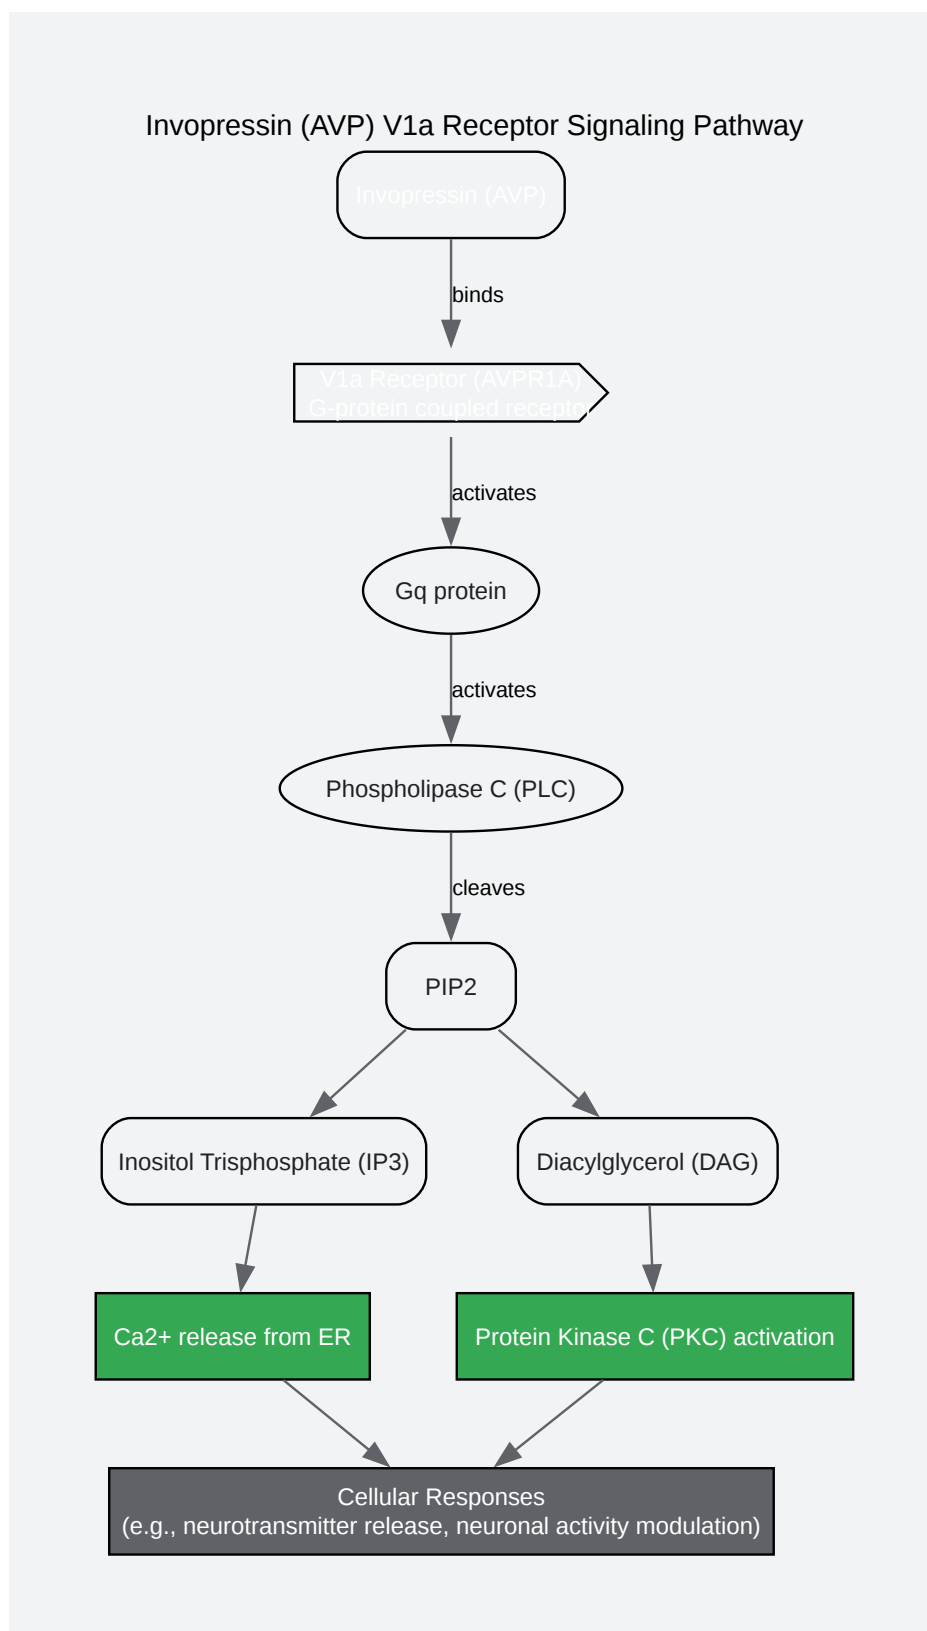 Invopressin (AVP) V1a Receptor Signaling Pathway
Invopressin (AVP)
binds
V1a Receptor (AVPR1A)
G-protein coupled receptor
activates
Gq protein
activates
Phospholipase C (PLC)
cleaves
PIP2
Inositol Trisphosphate (IP3)
Diacylglycerol (DAG)
Ca2+ release from ER
Protein Kinase C (PKC) activation
Cellular Responses
(e.g., neurotransmitter release, neuronal activity modulation)